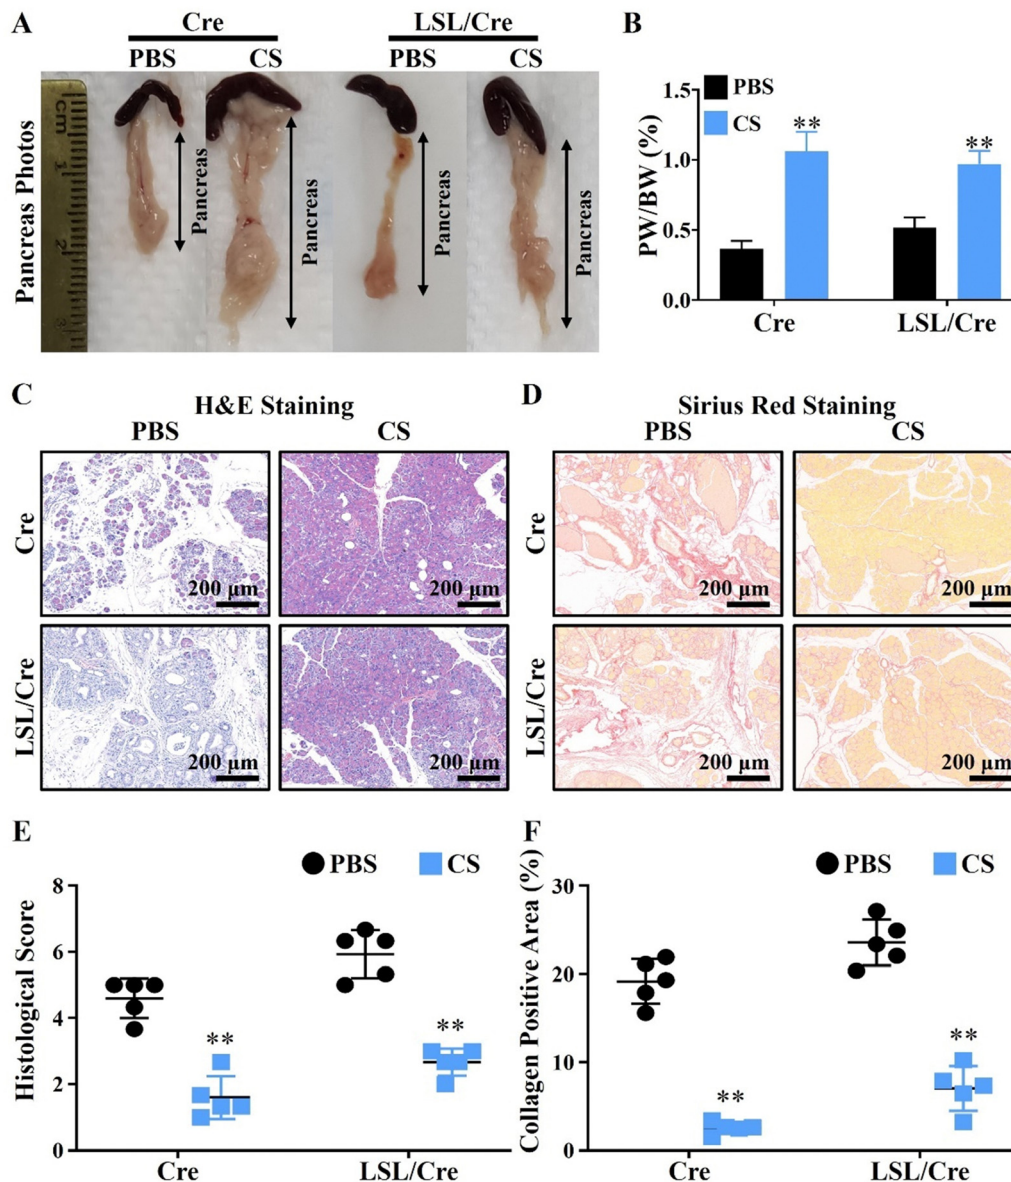 A
Cre
LSL/Cre
PBS
CS
PBS
CS
Pancreas Photos
cm
1
2
3
Pancreas
Pancreas
Pancreas
Pancreas
B
PBS
CS
PW/BW (%)
1.5
1.0
0.5
0.0
**
**
Cre
LSL/Cre
C
H&E Staining
PBS
CS
Cre
LSL/Cre
200 µm
200 µm
200 µm
200 µm
D
Sirius Red Staining
PBS
CS
Cre
LSL/Cre
200 µm
200 µm
200 µm
200 µm
E
PBS
CS
Histological Score
8
6
4
2
0
**
**
Cre
LSL/Cre
F
PBS
CS
Collagen Positive Area (%)
30
20
10
0
**
**
Cre
LSL/Cre